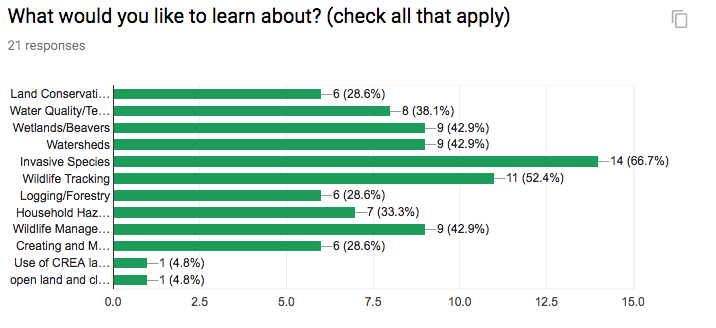 What would you like to learn about? (check all that apply)
21 responses
Land Conservati... 6 (28.6%)
Water Quality/Te... 8 (38.1%)
Wetlands/Beavers 9 (42.9%)
Watersheds 9 (42.9%)
Invasive Species 14 (66.7%)
Wildlife Tracking 11 (52.4%)
Logging/Forestry 6 (28.6%)
Household Haz... 7 (33.3%)
Wildlife Manage... 9 (42.9%)
Creating and M... 6 (28.6%)
Use of CREA la... 1 (4.8%)
open land and cl... 1 (4.8%)
0.0 2.5 5.0 7.5 10.0 12.5 15.0